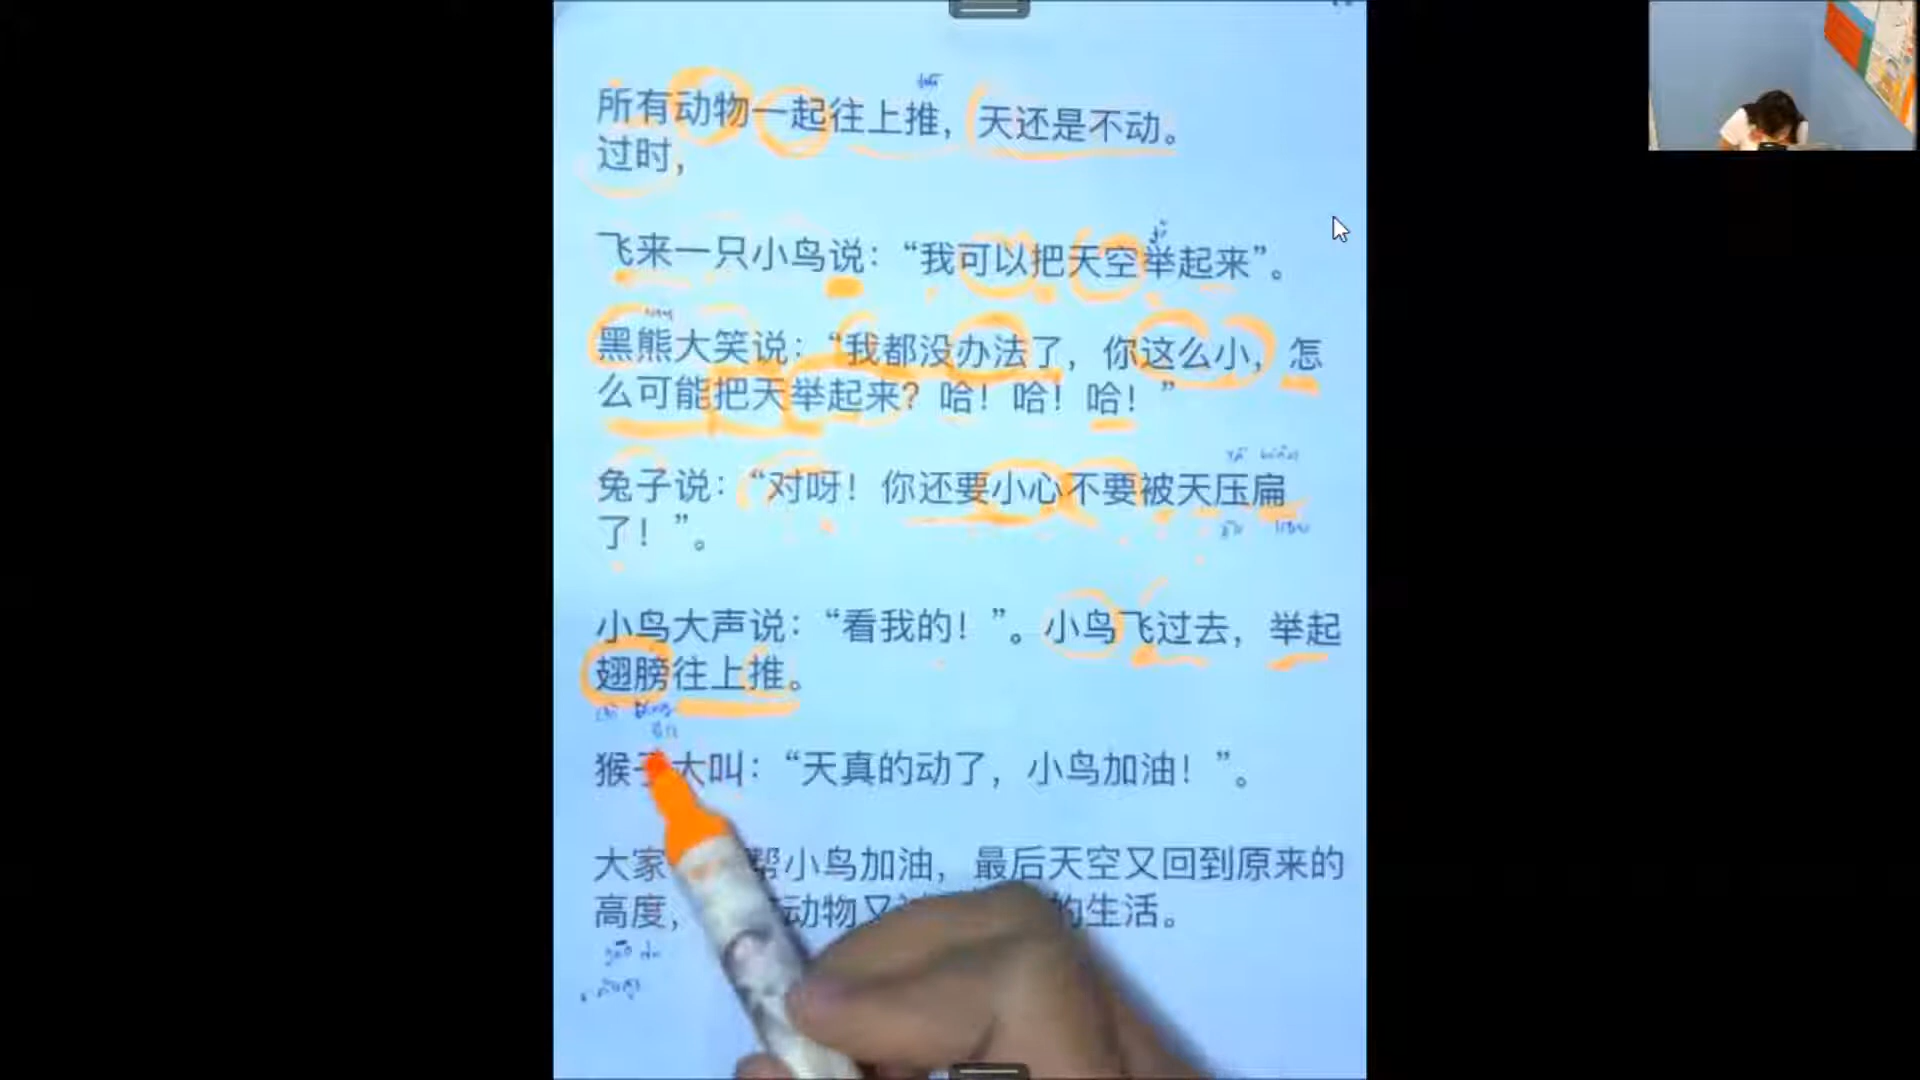 所有动物一起往上推，天还是不动。
过时，
飞来一只小鸟说：“我可以把天空举起来”。
黑熊大笑说：“我都没办法了，你这么小，怎
么可能把天举起来？哈！哈！哈！”
兔子说：“对呀！你还要小心不要被天压扁
了！”。
小鸟大声说：“看我的！”。小鸟飞过去，举起
翅膀往上推。
猴子大叫：“天真的动了，小鸟加油！”。
大家 帮小鸟加油，最后天空又回到原来的
高度， 动物又 的生活。